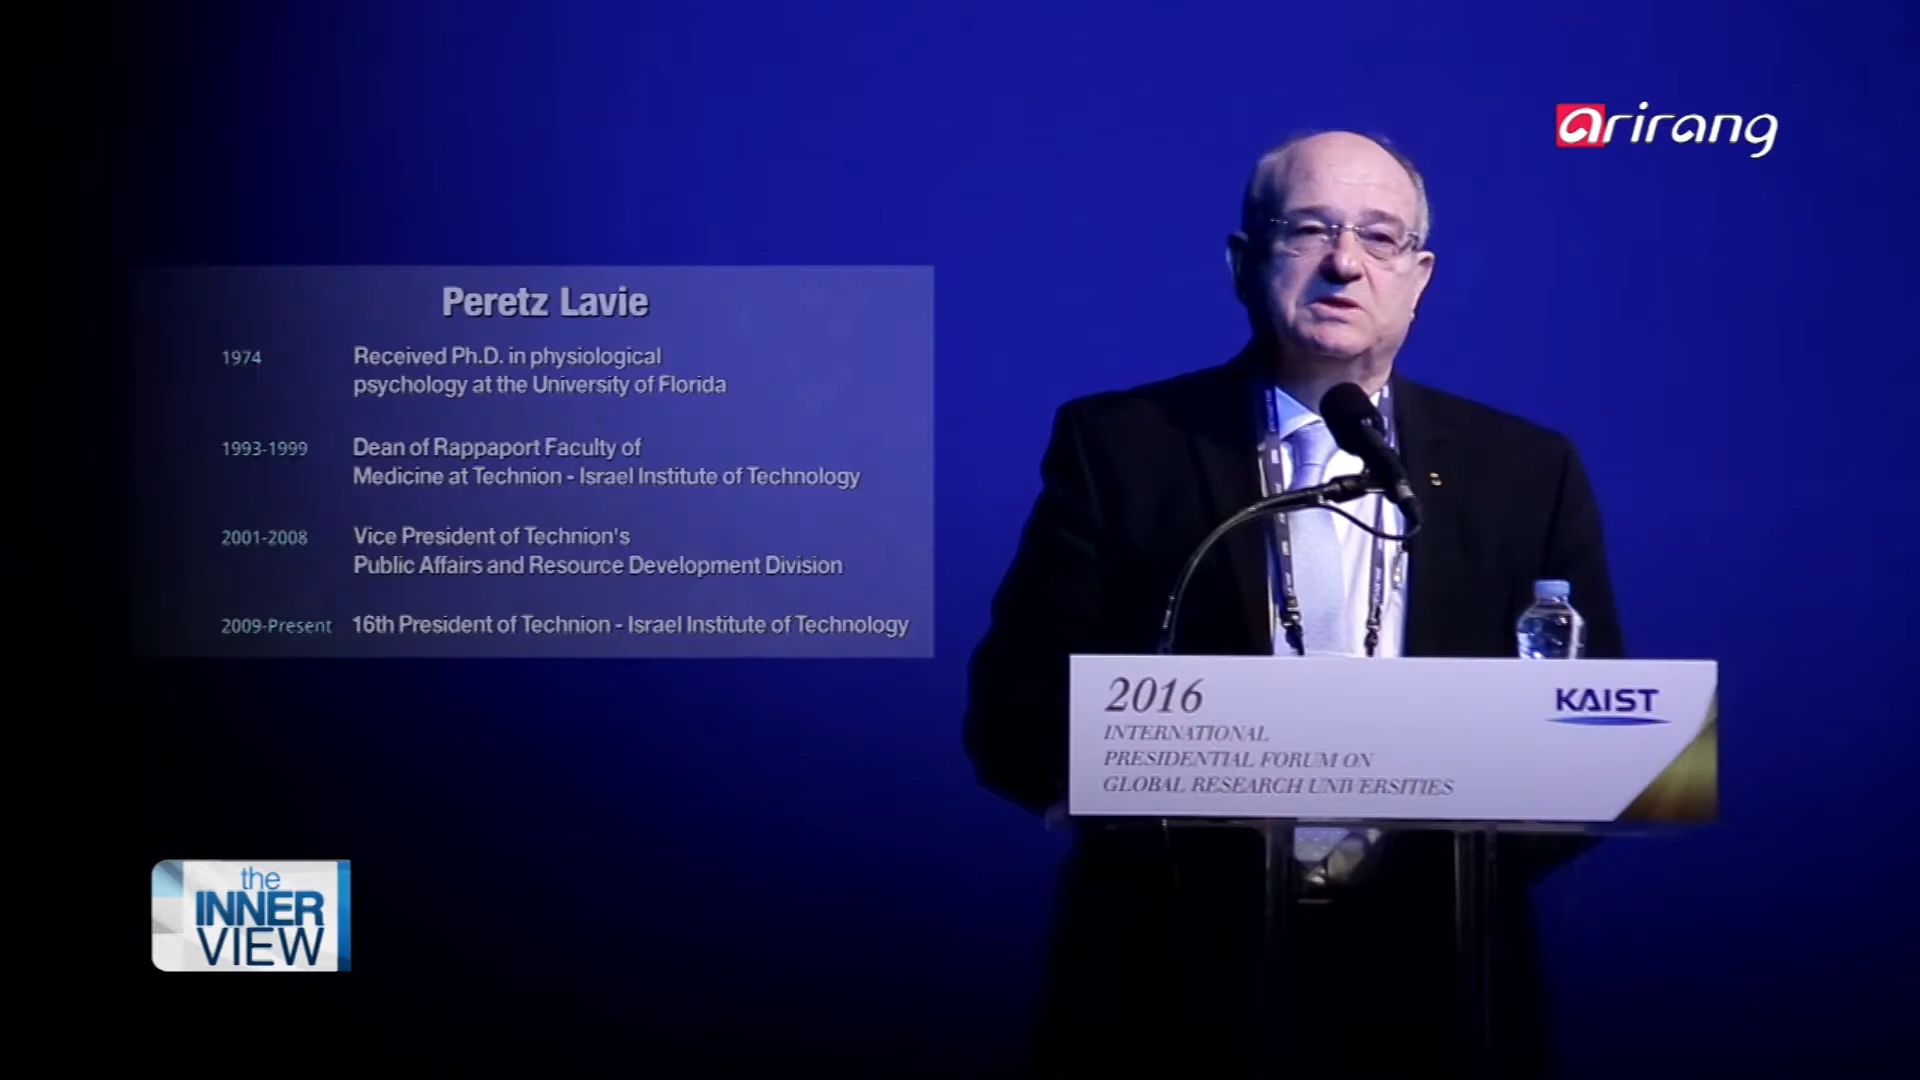 arirang
Peretz Lavie
1974
Received Ph.D. in physiological
psychology at the University of Florida
1993-1999
Dean of Rappaport Faculty of
Medicine at Technion - Israel Institute of Technology
2001-2008
Vice President of Technion's
Public Affairs and Resource Development Division
2009-Present
16th President of Technion - Israel Institute of Technology
2016
INTERNATIONAL
PRESIDENTIAL FORUM ON
GLOBAL RESEARCH UNIVERSITIES
KAIST
the
INNER
VIEW